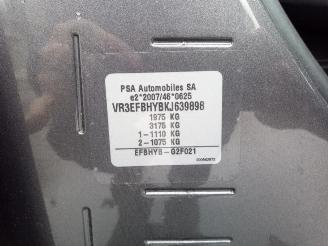 PSA Automobiles SA
e2*2007/46*0625
VR3EFBHYBKJ639898
1975 KG
3175 KG
1-1110 KG
2-1075 KG
EFBHYB-G2F021